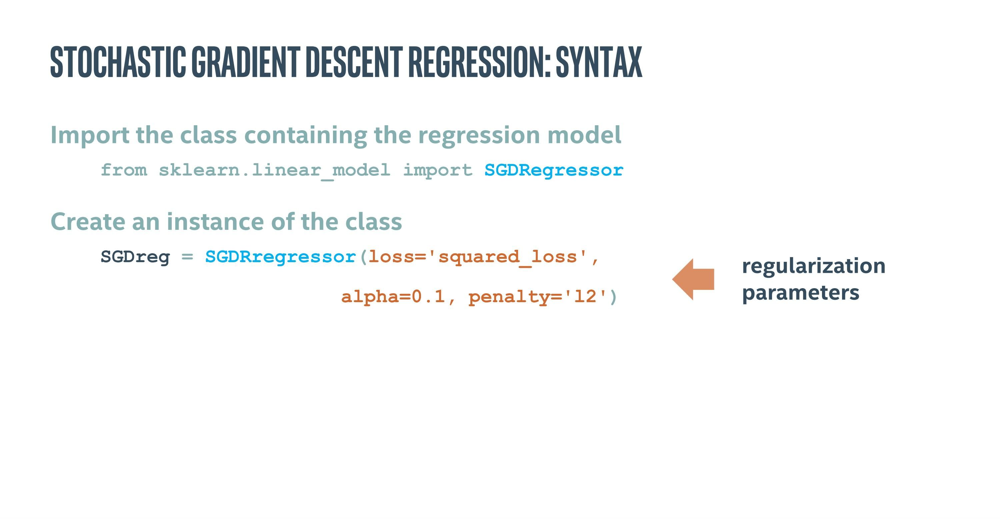 STOCHASTIC GRADIENT DESCENT REGRESSION: SYNTAX
Import the class containing the regression model
from sklearn.linear_model import SGDRegressor
Create an instance of the class
SGDreg = SGDRregressor(loss='squared_loss',
alpha=0.1, penalty='l2')
regularization
parameters